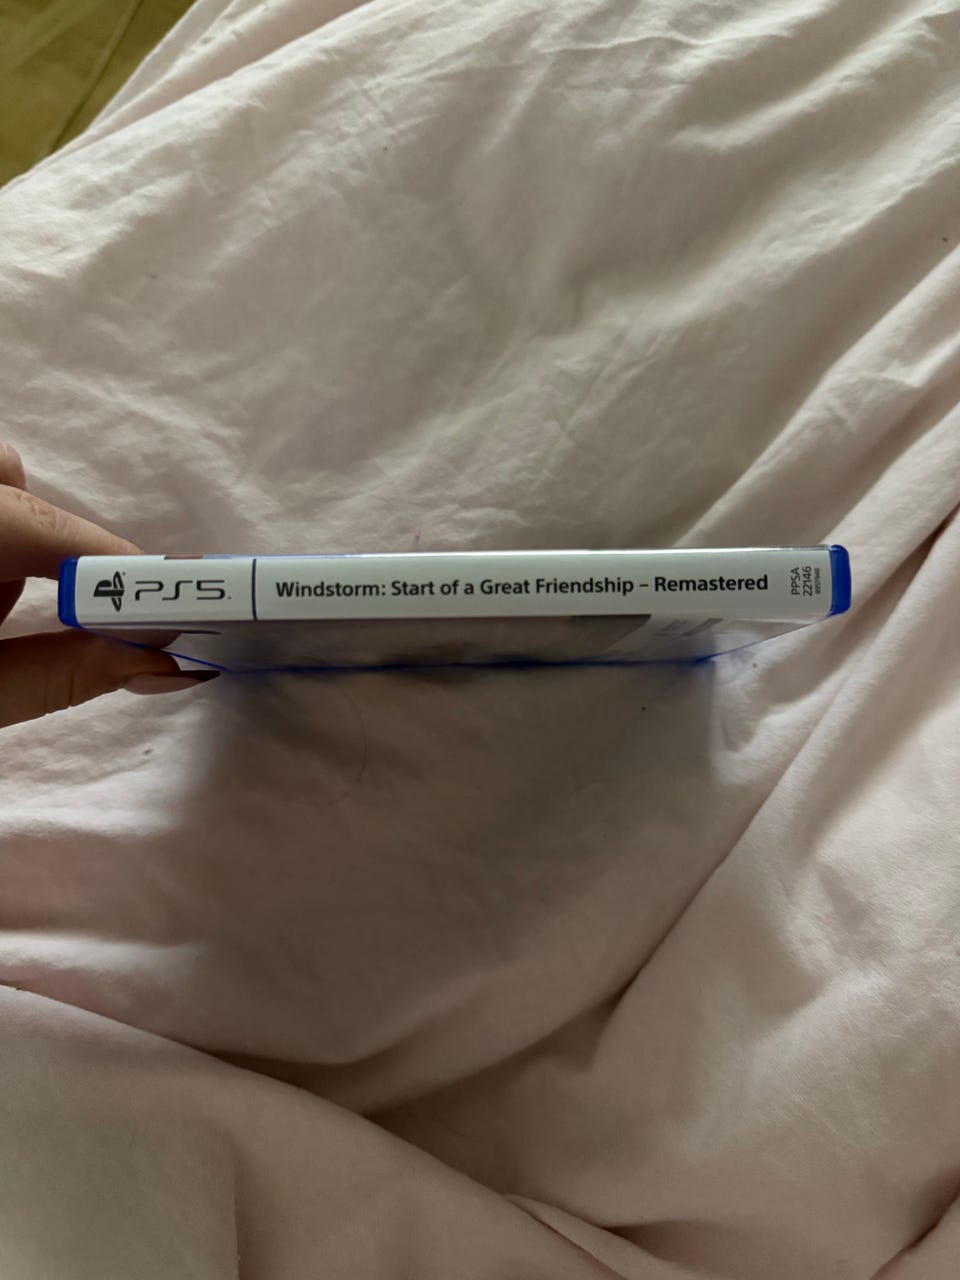 PS5
Windstorm: Start of a Great Friendship – Remastered
PPSA
22146